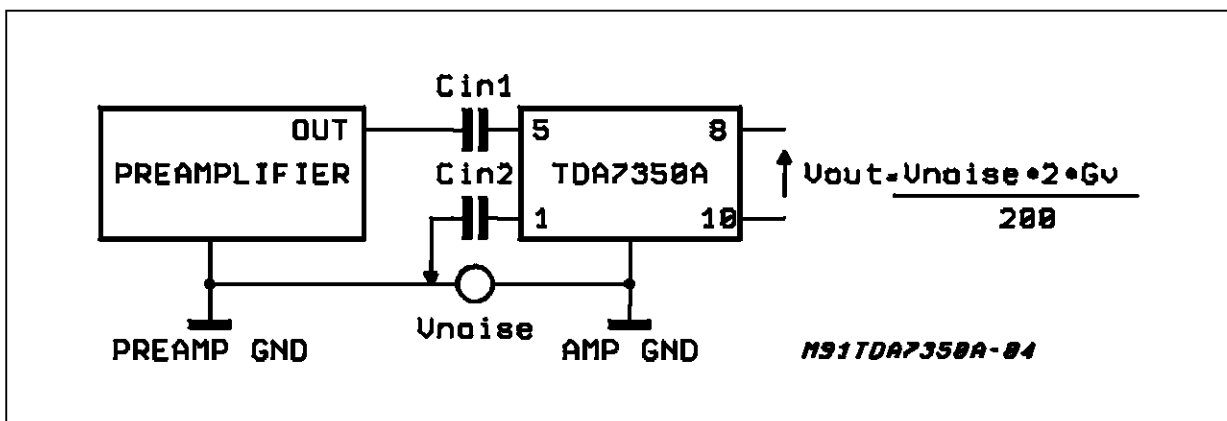 Cin1
OUT
5
8
PREAMPLIFIER
Cin2
TDA7350A
Vout=Vnoise•2•Gv
200
1
10
Vnoise
PREAMP GND
AMP GND
M91TDA7350A-04